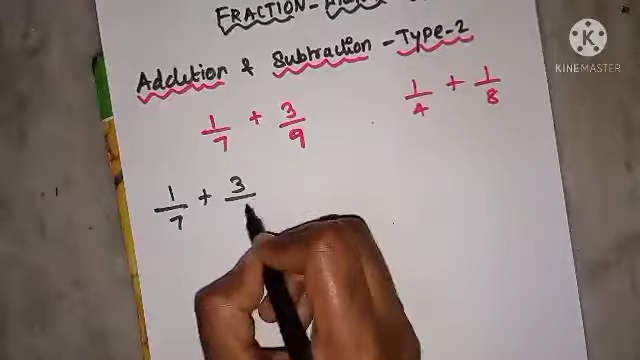 FRACTION-
Addition & Subtraction - Type-2
1/7 + 3/9 1/4 + 1/8
1/7 + 3/
K
KINEMASTER